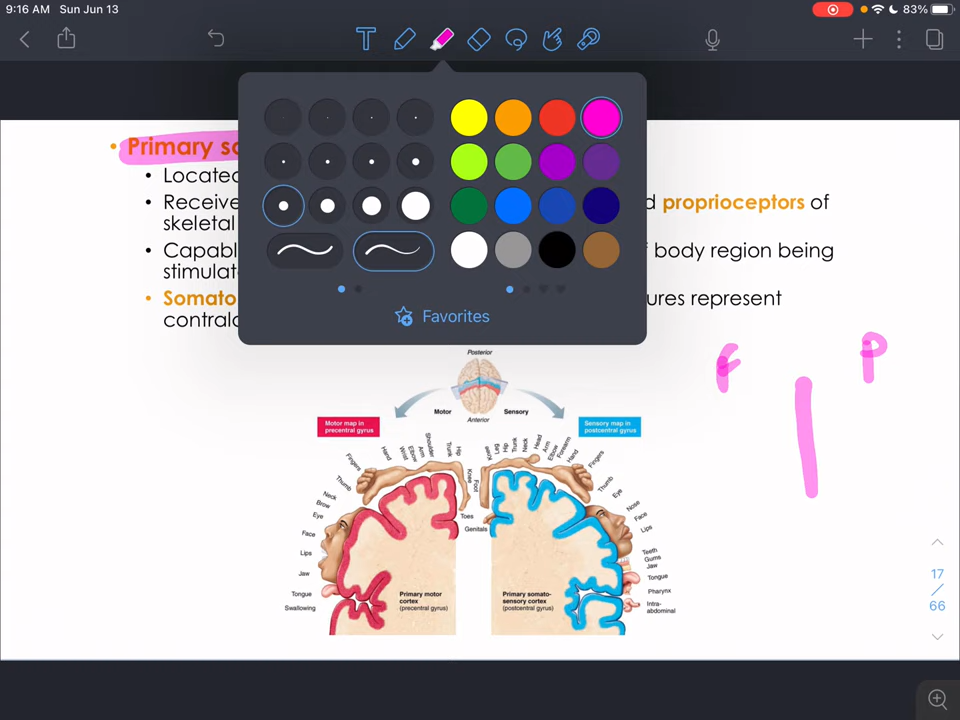 9:16 AM Sun Jun 13
83%
T
• Primary so
• Located
• Receive d proprioceptors of
skeletal
• Capabl f body region being
stimulat
• Somato ures represent
contrala
Favorites
F P
Posterior
Motor Sensory
Anterior
Motor map in
precentral gyrus
Sensory map in
postcentral gyrus
Fingers
Hand
Wrist
Elbow
Arm
Shoulder
Trunk
Hip
Knee
Thumb
Neck
Brow
Eye
Face
Lips
Jaw
Tongue
Swallowing
Toes
Genitals
Foot
Knee
Leg
Hip
Trunk
Neck
Head
Arm
Elbow
Forearm
Hand
Fingers
Thumb
Eye
Nose
Face
Lips
Teeth
Gums
Jaw
Tongue
Pharynx
Intra-
abdominal
Primary motor
cortex
(precentral gyrus)
Primary somato-
sensory cortex
(postcentral gyrus)
17
66